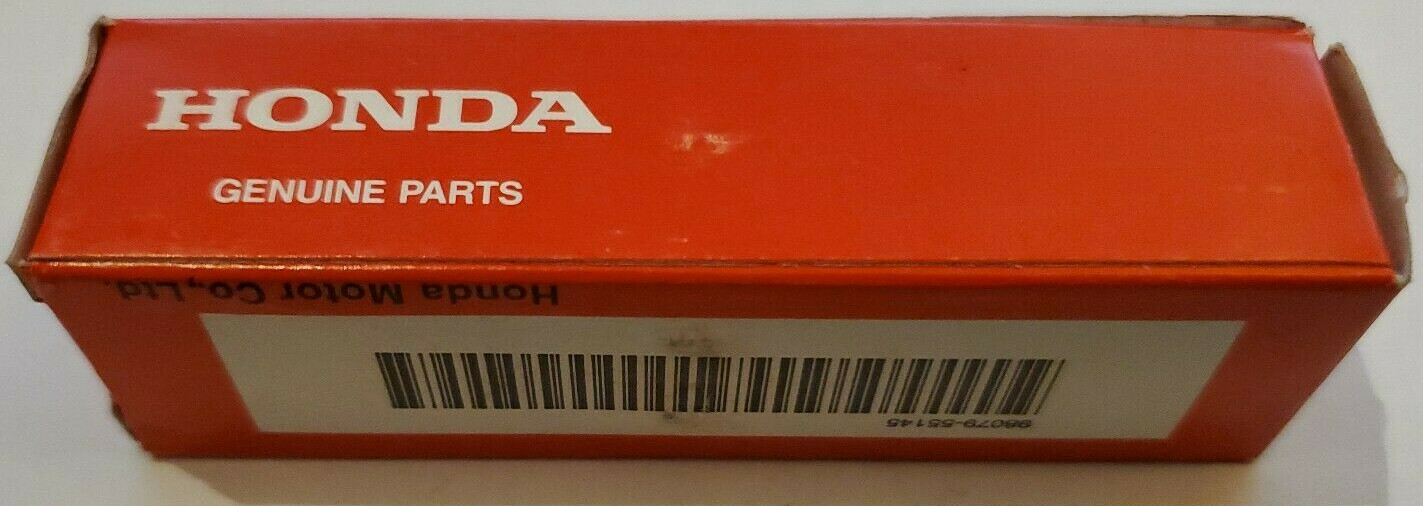 HONDA
GENUINE PARTS
Honda Motor Co., Ltd.
98079-55145